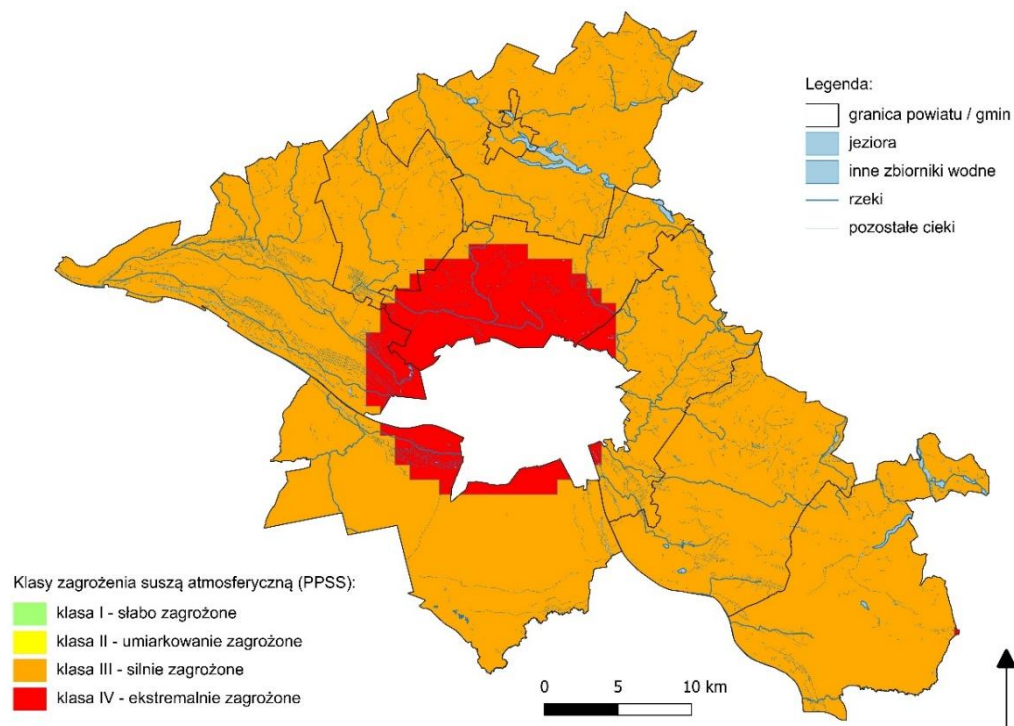 Legenda:
granica powiatu / gmin
jeziora
inne zbiorniki wodne
rzeki
pozostałe cieki
Klasy zagrożenia suszą atmosferyczną (PPSS):
klasa I - słabo zagrożone
klasa II - umiarkowanie zagrożone
klasa III - silnie zagrożone
klasa IV - ekstremalnie zagrożone
0 5 10 km